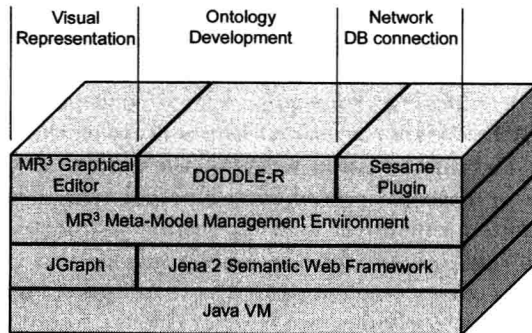 Visual
Representation
Ontology
Development
Network
DB connection
MR³ Graphical
Editor
DODDLE-R
Sesame
Plugin
MR³ Meta-Model Management Environment
JGraph
Jena 2 Semantic Web Framework
Java VM